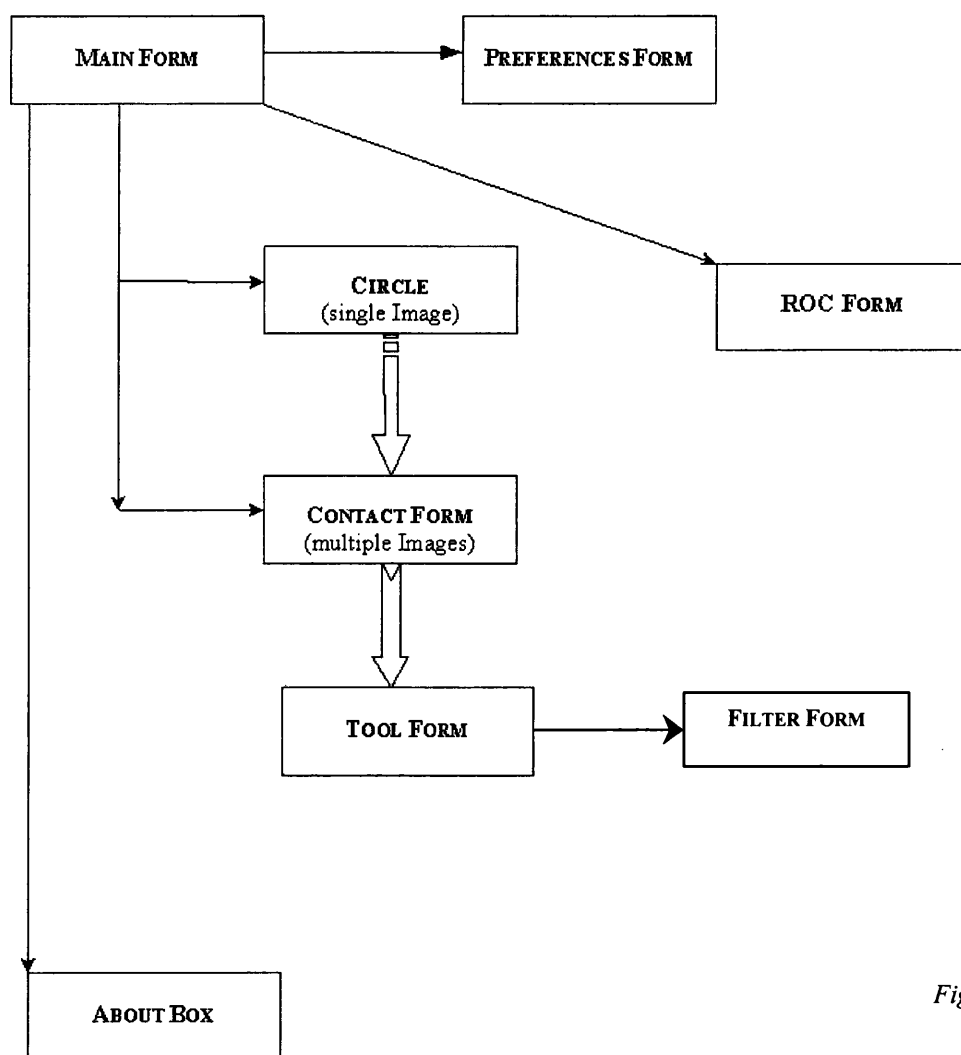 MAIN FORM
PREFERENCES FORM
CIRCLE
(single Image)
ROC FORM
CONTACT FORM
(multiple Images)
TOOL FORM
FILTER FORM
ABOUT BOX
Fig